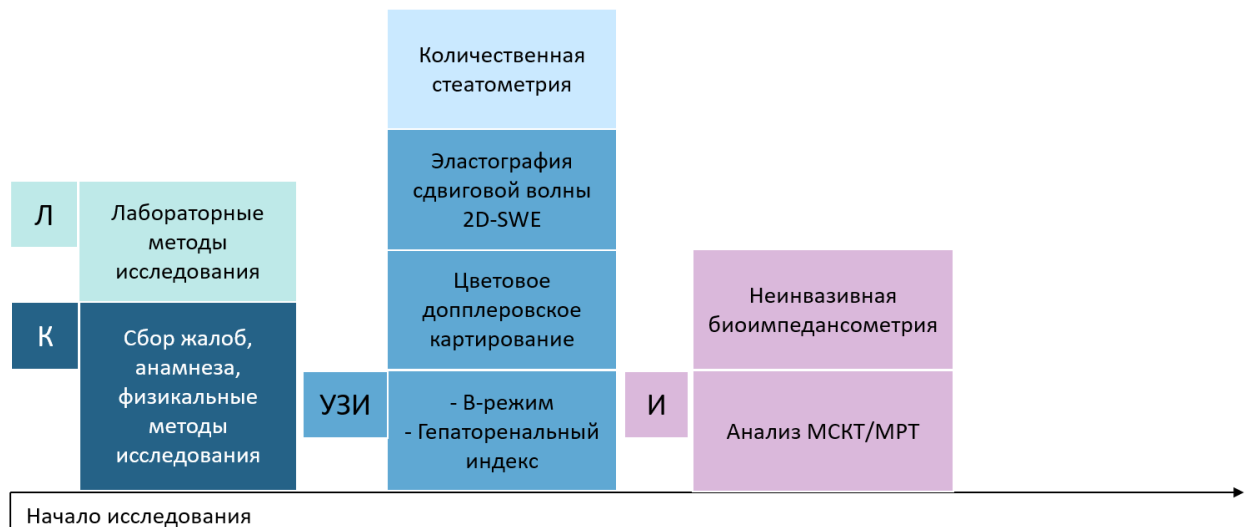 Количественная
стеатометрия
Эластография
сдвиговой волны
2D-SWE
Л
Лабораторные
методы
исследования
Цветовое
допплеровское
картирование
Неинвазивная
биоимпедансометрия
К
Сбор жалоб,
анамнеза,
физикальные
методы
исследования
УЗИ
- В-режим
- Гепаторенальный
индекс
И
Анализ МСКТ/МРТ
Начало исследования